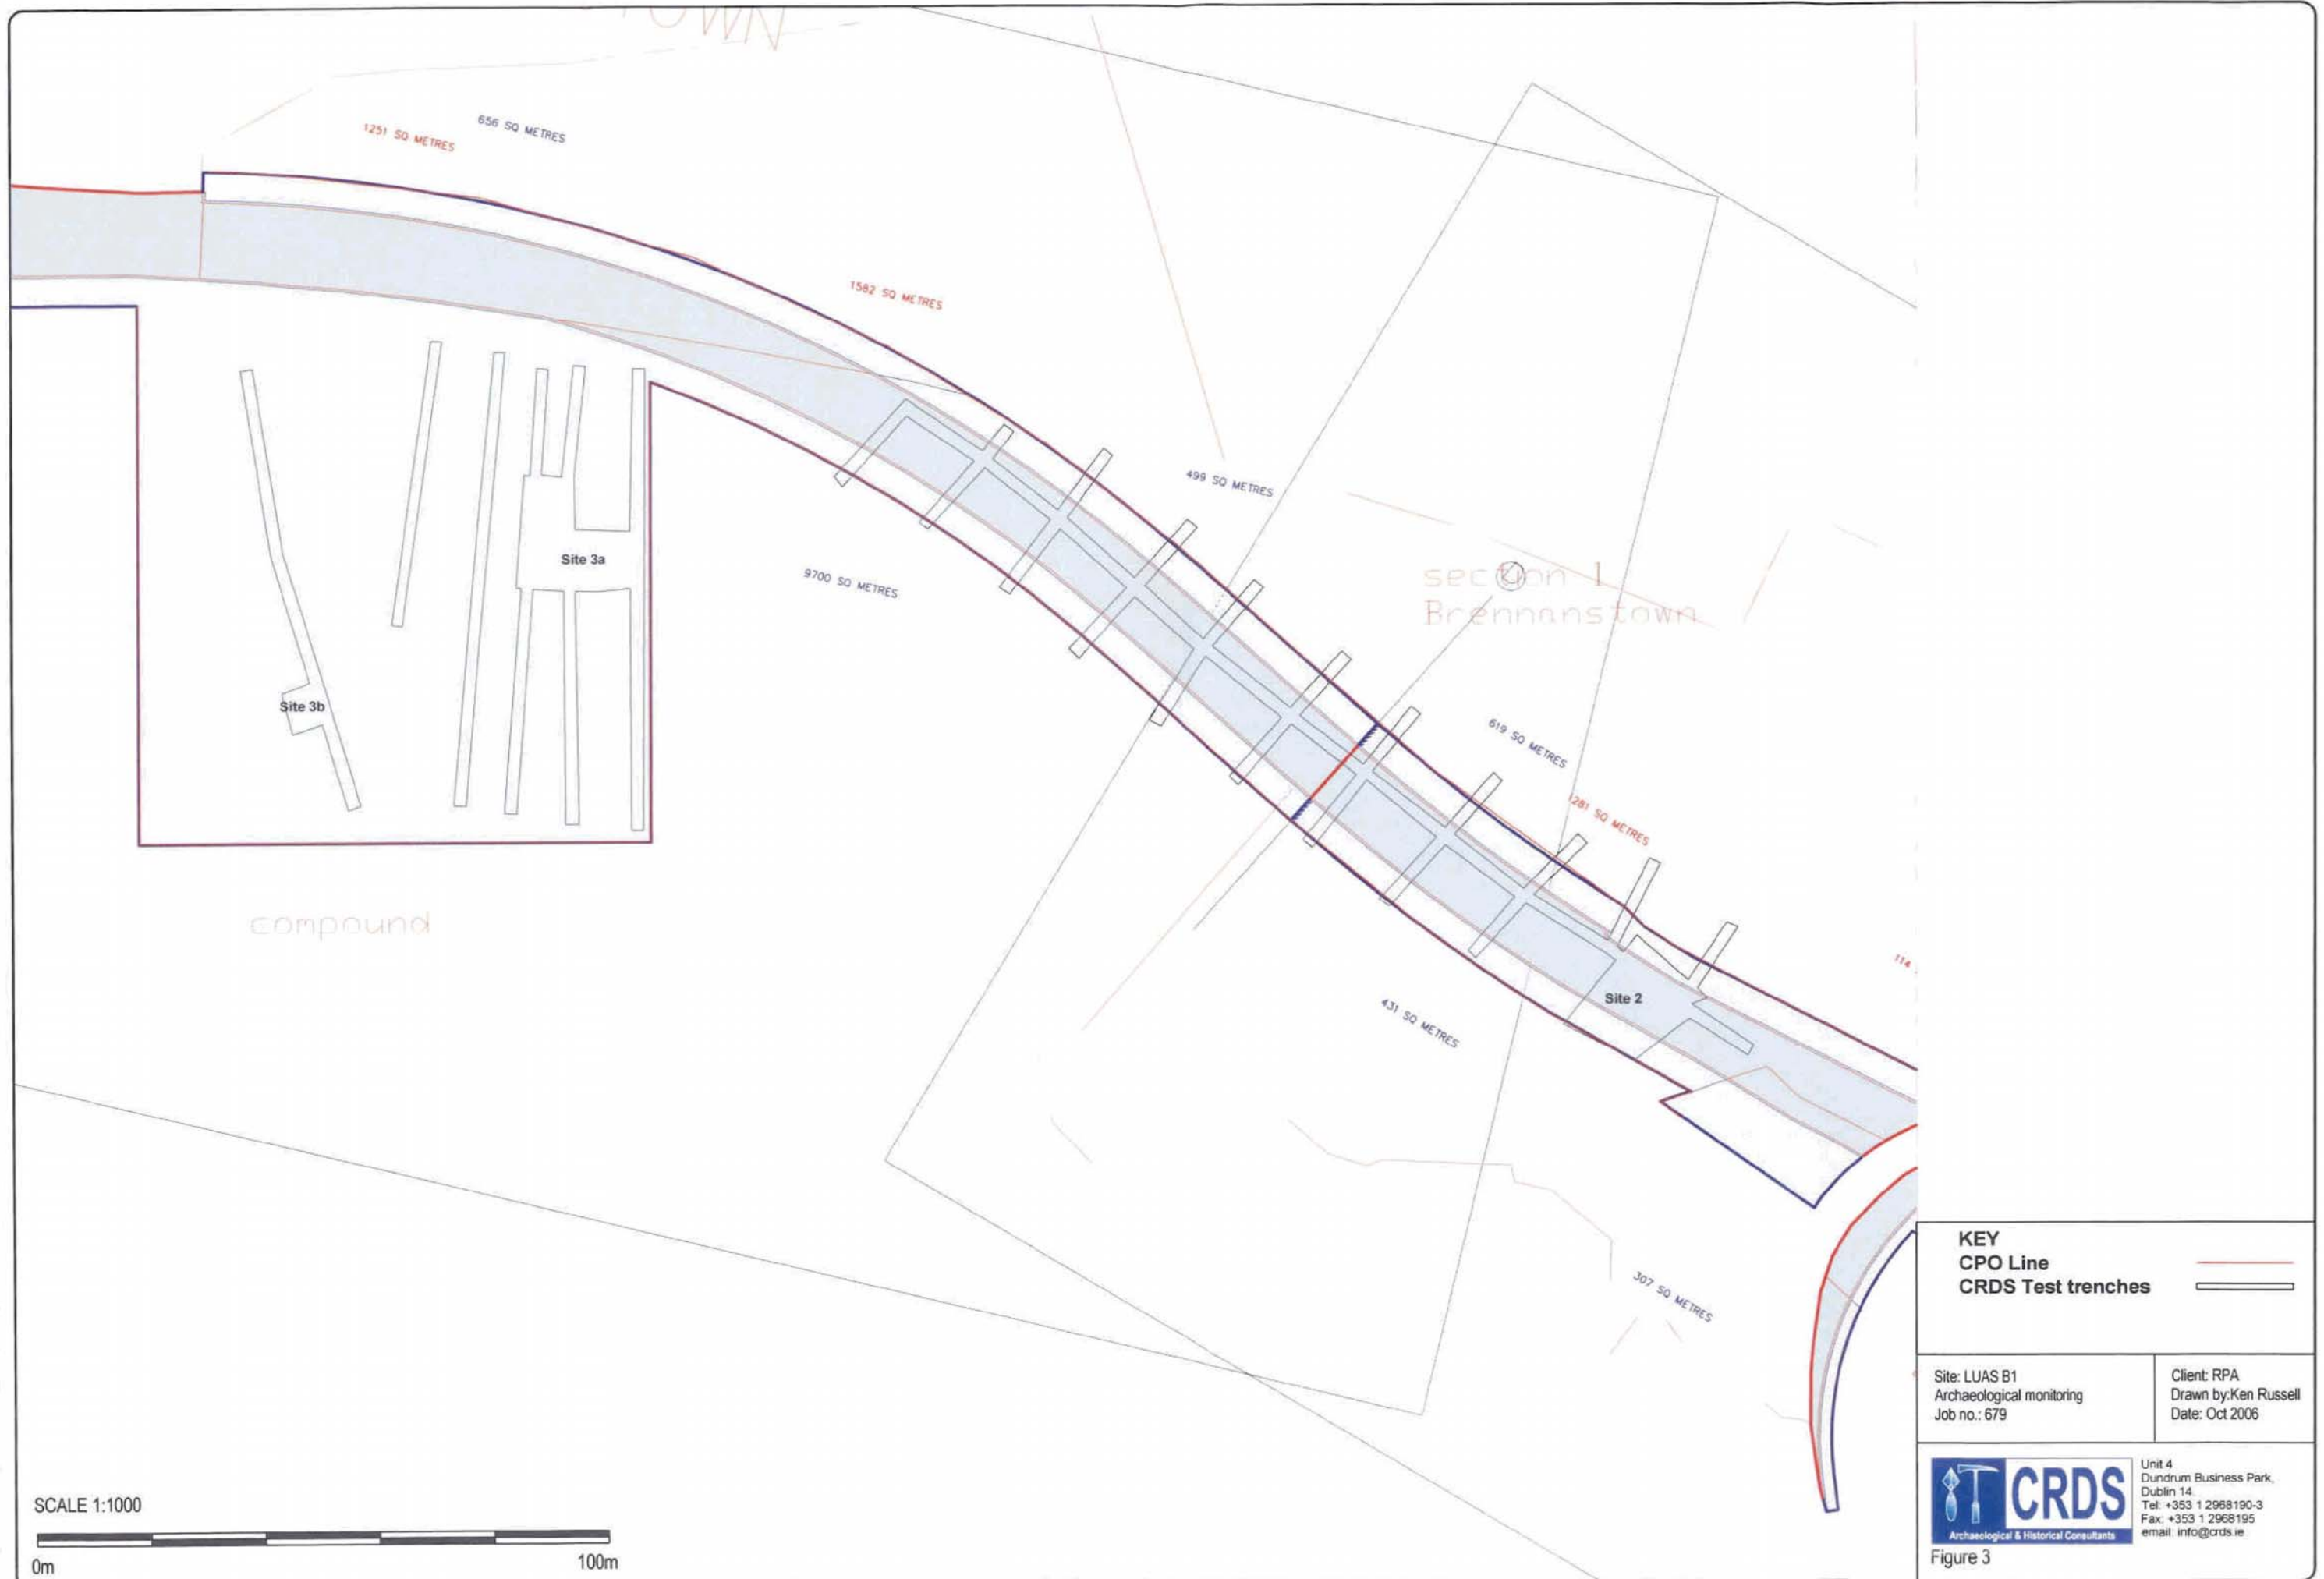 OWN
1251 SQ METRES
656 SQ METRES
1582 SQ METRES
499 SQ METRES
Site 3a
9700 SQ METRES
section 1
Brennanstown
Site 3b
619 SQ METRES
1281 SQ METRES
compound
114
Site 2
431 SQ METRES
307 SQ METRES
KEY
CPO Line
CRDS Test trenches
Site: LUAS B1
Archaeological monitoring
Job no.: 679
Client: RPA
Drawn by:Ken Russell
Date: Oct 2006
CRDS
Archaeological & Historical Consultants
Unit 4
Dundrum Business Park,
Dublin 14.
Tel: +353 1 2968190-3
Fax: +353 1 2968195
email: info@crds.ie
Figure 3
SCALE 1:1000
0m
100m